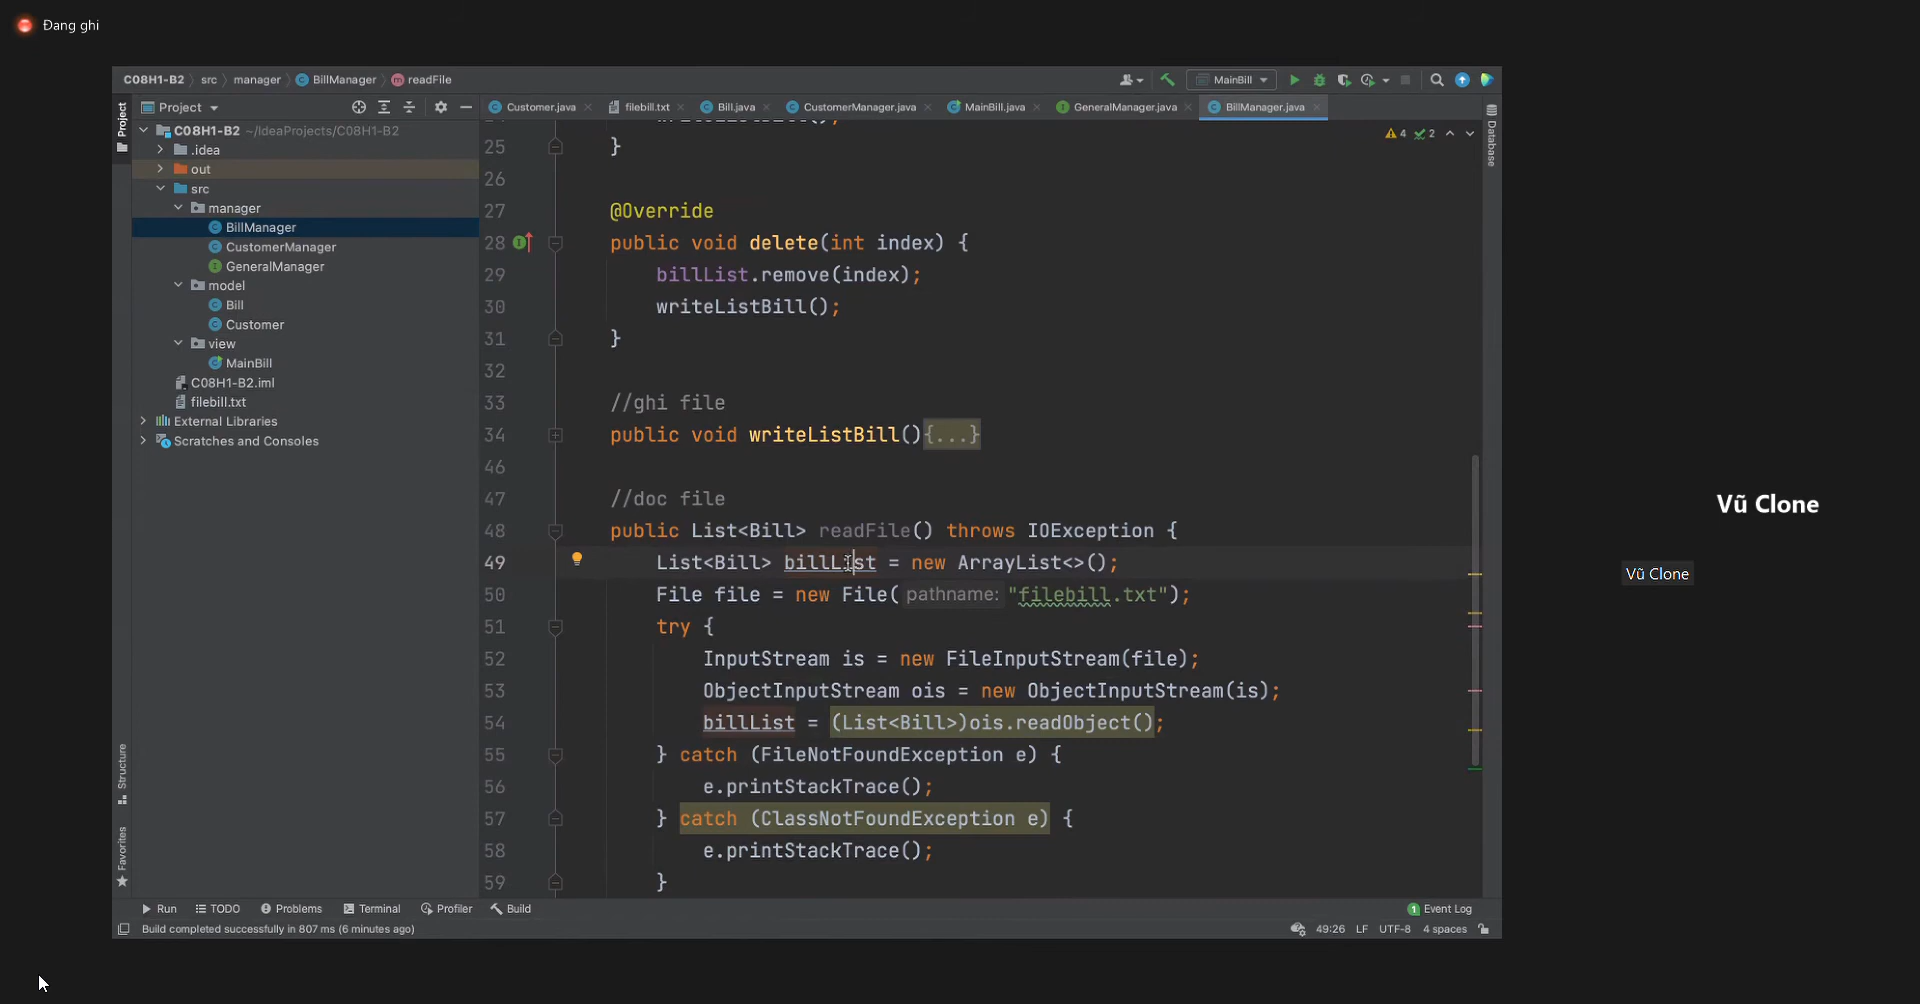 Đang ghi
C08H1-B2 src manager BillManager readFile
MainBill
Project
Customer.java filebill.txt Bill.java CustomerManager.java MainBill.java GeneralManager.java BillManager.java
Project
C08H1-B2 ~/IdeaProjects/C08H1-B2
.idea
out
src
manager
BillManager
CustomerManager
GeneralManager
model
Bill
Customer
view
MainBill
C08H1-B2.iml
filebill.txt
External Libraries
Scratches and Consoles
Structure
Favorites
Database
4 2
25 }
26
27 @Override
28 public void delete(int index) {
29 billList.remove(index);
30 writeListBill();
31 }
32
33 //ghi file
34 public void writeListBill(){...}
46
47 //doc file
48 public List<Bill> readFile() throws IOException {
49 List<Bill> billList = new ArrayList<>();
50 File file = new File( pathname: "filebill.txt");
51 try {
52 InputStream is = new FileInputStream(file);
53 ObjectInputStream ois = new ObjectInputStream(is);
54 billList = (List<Bill>)ois.readObject();
55 } catch (FileNotFoundException e) {
56 e.printStackTrace();
57 } catch (ClassNotFoundException e) {
58 e.printStackTrace();
59 }
Run TODO Problems Terminal Profiler Build
1 Event Log
Build completed successfully in 807 ms (6 minutes ago)
49:26 LF UTF-8 4 spaces
Vũ Clone
Vũ Clone